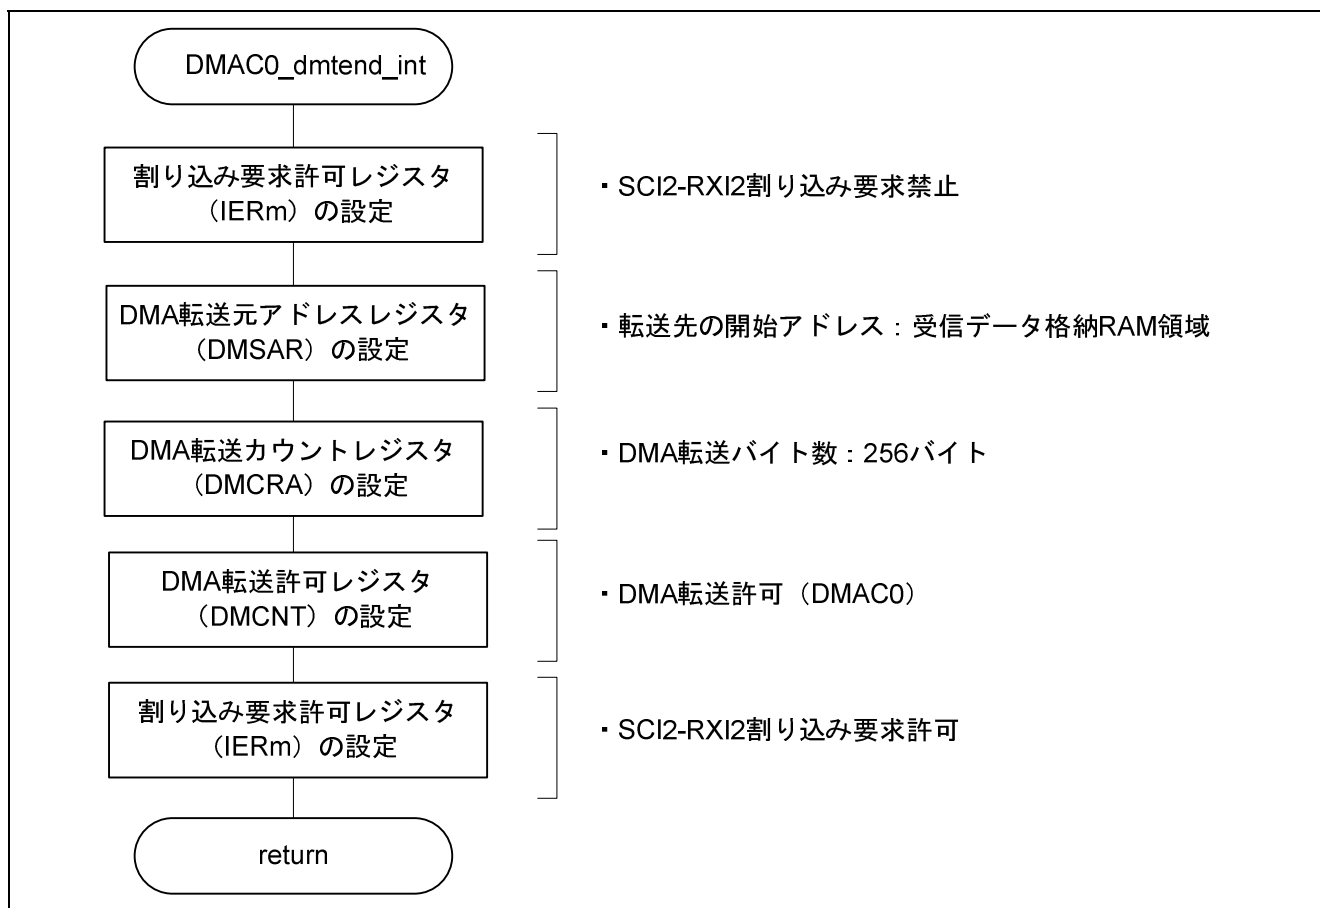 DMAC0_dmtend_int
割り込み要求許可レジスタ
（IERm）の設定
・SCI2-RXI2割り込み要求禁止
DMA転送元アドレスレジスタ
（DMSAR）の設定
・転送先の開始アドレス：受信データ格納RAM領域
DMA転送カウントレジスタ
（DMCRA）の設定
・DMA転送バイト数：256バイト
DMA転送許可レジスタ
（DMCNT）の設定
・DMA転送許可（DMAC0）
割り込み要求許可レジスタ
（IERm）の設定
・SCI2-RXI2割り込み要求許可
return